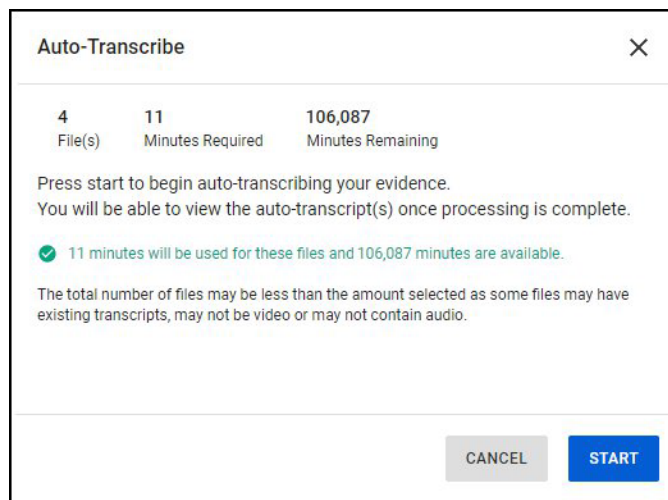 Auto-Transcribe
4 11 106,087
File(s) Minutes Required Minutes Remaining
Press start to begin auto-transcribing your evidence.
You will be able to view the auto-transcript(s) once processing is complete.
11 minutes will be used for these files and 106,087 minutes are available.
The total number of files may be less than the amount selected as some files may have
existing transcripts, may not be video or may not contain audio.
CANCEL START